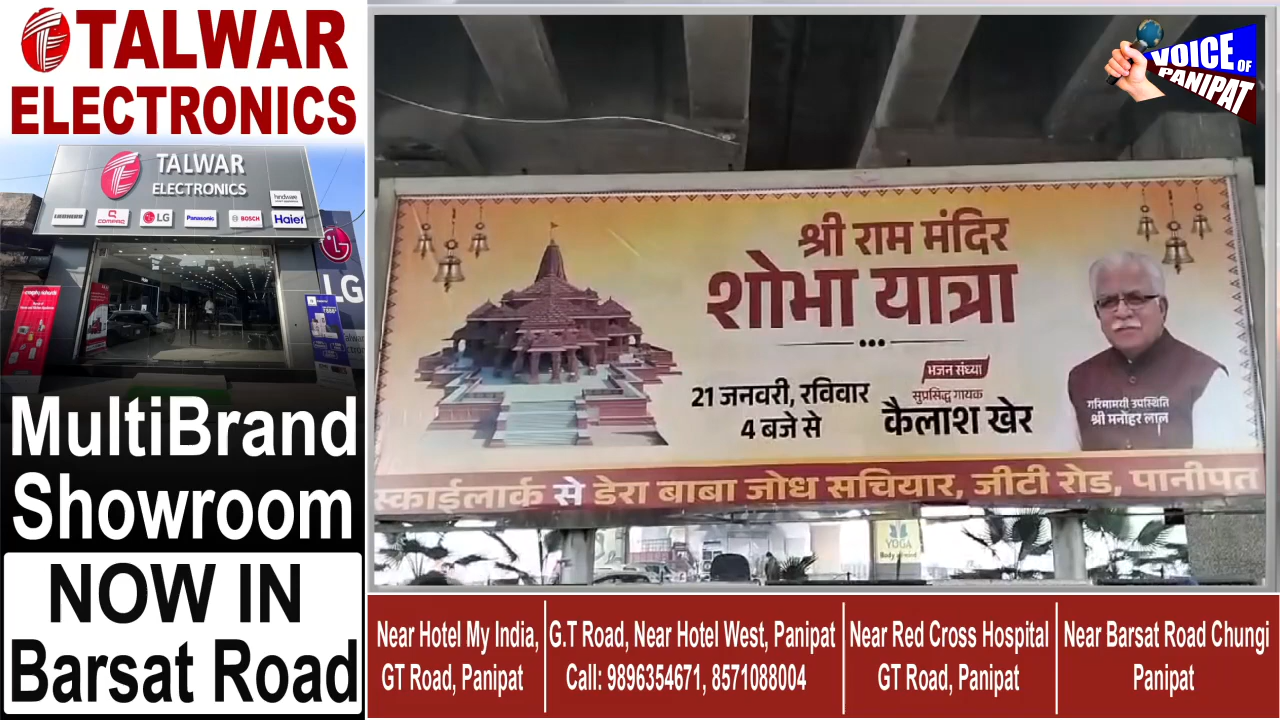 TALWAR
ELECTRONICS
TALWAR
ELECTRONICS
hindware
LIEBHERR
COMPAQ
LG
Panasonic
BOSCH
Haier
LG
MultiBrand
Showroom
NOW IN
Barsat Road
VOICE OF
PANIPAT
श्री राम मंदिर
शोभा यात्रा
21 जनवरी, रविवार
4 बजे से
भजन संध्या
सुप्रसिद्ध गायक
कैलाश खेर
गरिमामयी उपस्थिति
श्री मनोहर लाल
स्काईलार्क से डेरा बाबा जोध सचियार, जीटी रोड, पानीपत
YOGA
Near Hotel My India,
GT Road, Panipat
G.T Road, Near Hotel West, Panipat
Call: 9896354671, 8571088004
Near Red Cross Hospital
GT Road, Panipat
Near Barsat Road Chungi
Panipat